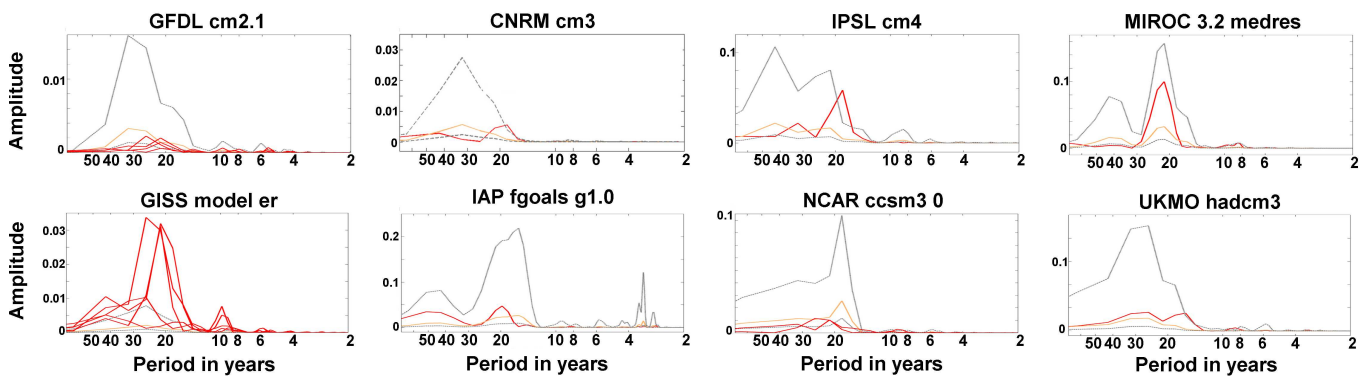 GFDL cm2.1
CNRM cm3
IPSL cm4
MIROC 3.2 medres
Amplitude
0.01
0
50 40 30 20 10 8 6 4 2
0.03
0.02
0.01
0
50 40 30 20 10 8 6 4 2
0.1
0
50 40 30 20 10 8 6 4 2
0.1
0
50 40 30 20 10 8 6 4 2
GISS model er
IAP fgoals g1.0
NCAR ccsm3 0
UKMO hadcm3
Amplitude
0.03
0.02
0.01
0
50 40 30 20 10 8 6 4 2
Period in years
0.2
0.1
0
50 40 30 20 10 8 6 4 2
Period in years
0.1
0
50 40 30 20 10 8 6 4 2
Period in years
0.1
0
50 40 30 20 10 8 6 4 2
Period in years